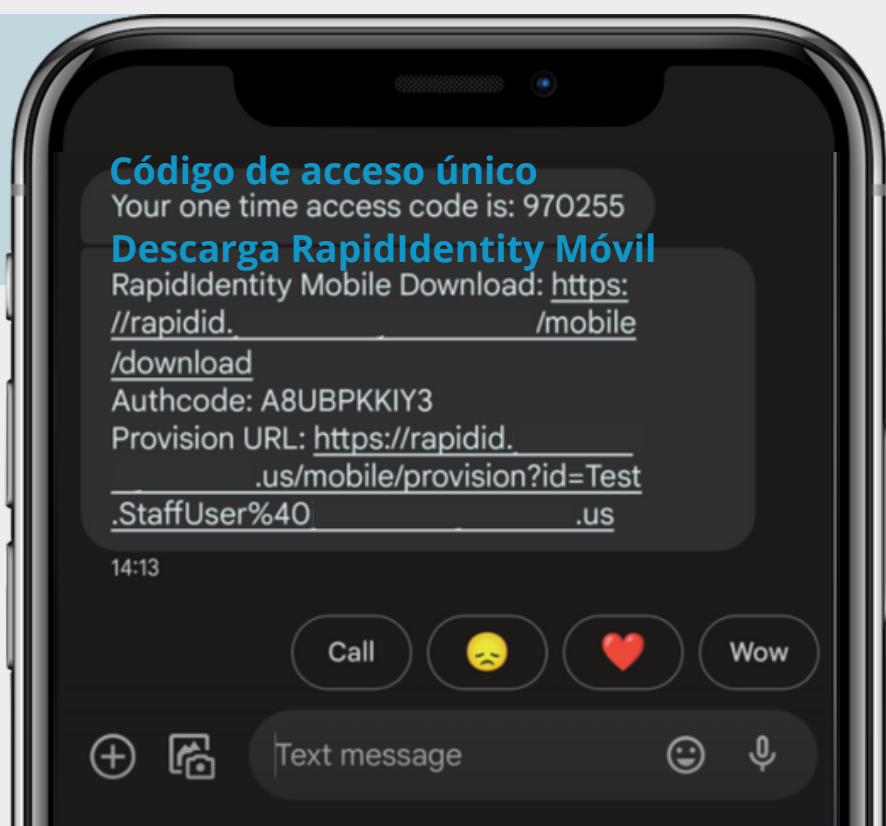 Código de acceso único
Your one time access code is: 970255
Descarga RapidIdentity Móvil
RapidIdentity Mobile Download: https:
//rapidid. /mobile
/download
Authcode: A8UBPKKIY3
Provision URL: https://rapidid.
.us/mobile/provision?id=Test
.StaffUser%40 .us
14:13
Call
Wow
Text message